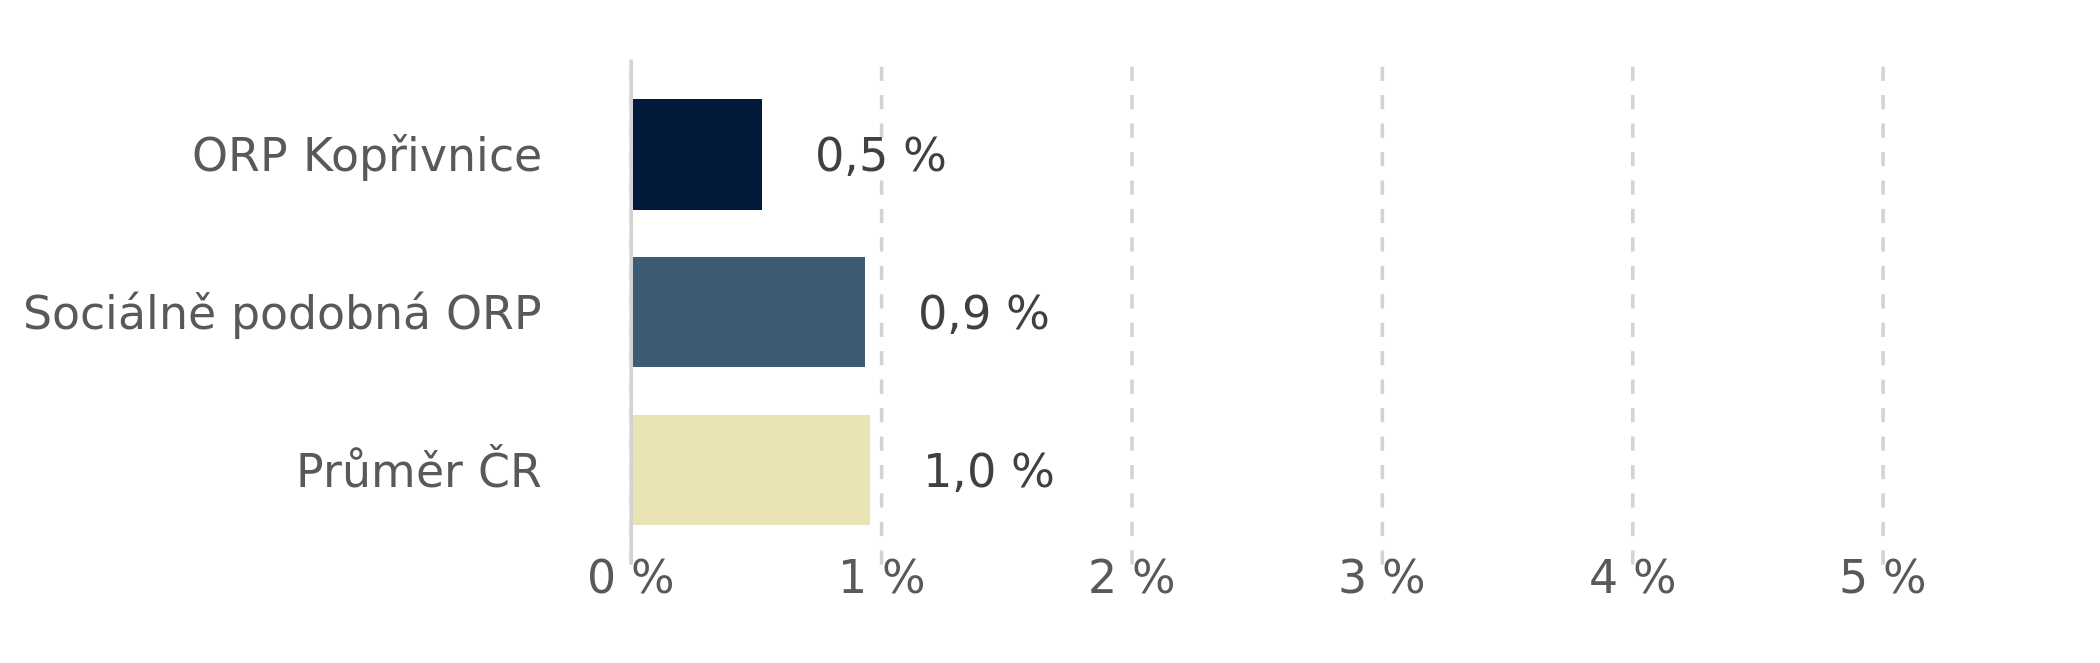 ORP Kopřivnice 0,5 %
Sociálně podobná ORP 0,9 %
Průměr ČR 1,0 %
0 % 1 % 2 % 3 % 4 % 5 %